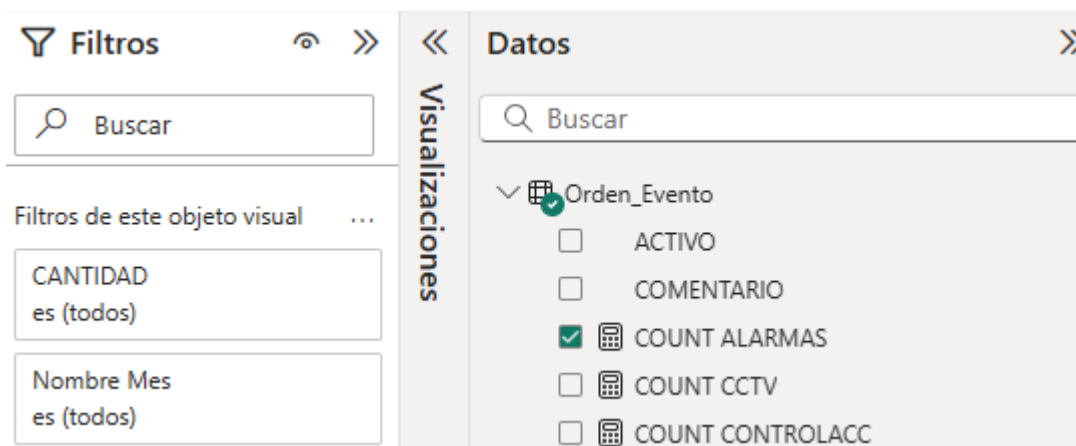 Filtros
Buscar
Filtros de este objeto visual
...
CANTIDAD
es (todos)
Nombre Mes
es (todos)
Visualizaciones
Datos
Buscar
Orden_Evento
ACTIVO
COMENTARIO
COUNT ALARMAS
COUNT CCTV
COUNT CONTROLACC